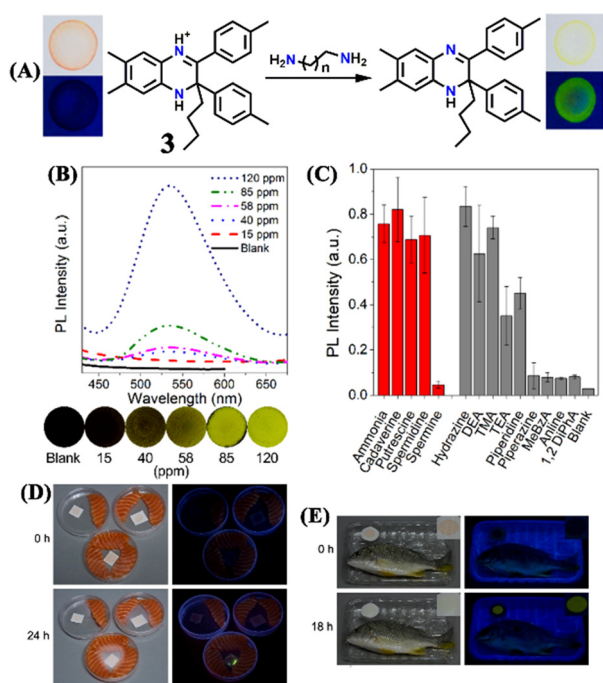 (A)
H⁺
N
N
H
3
H₂N
n
NH₂
N
N
H
(B)
PL Intensity (a.u.)
120 ppm
85 ppm
58 ppm
40 ppm
15 ppm
Blank
450 500 550 600 650
Wavelength (nm)
Blank 15 40 58 85 120
(ppm)
(C)
PL Intensity (a.u.)
1.0
0.8
0.6
0.4
0.2
0.0
Ammonia
Cadaverine
Putrescine
Spermidine
Spermine
Hydrazine
DEA
TMA
TEA
Piperidine
Piperazine
MeBzA
Aniline
1,2 DiPhA
Blank
(D)
0 h
24 h
(E)
0 h
18 h